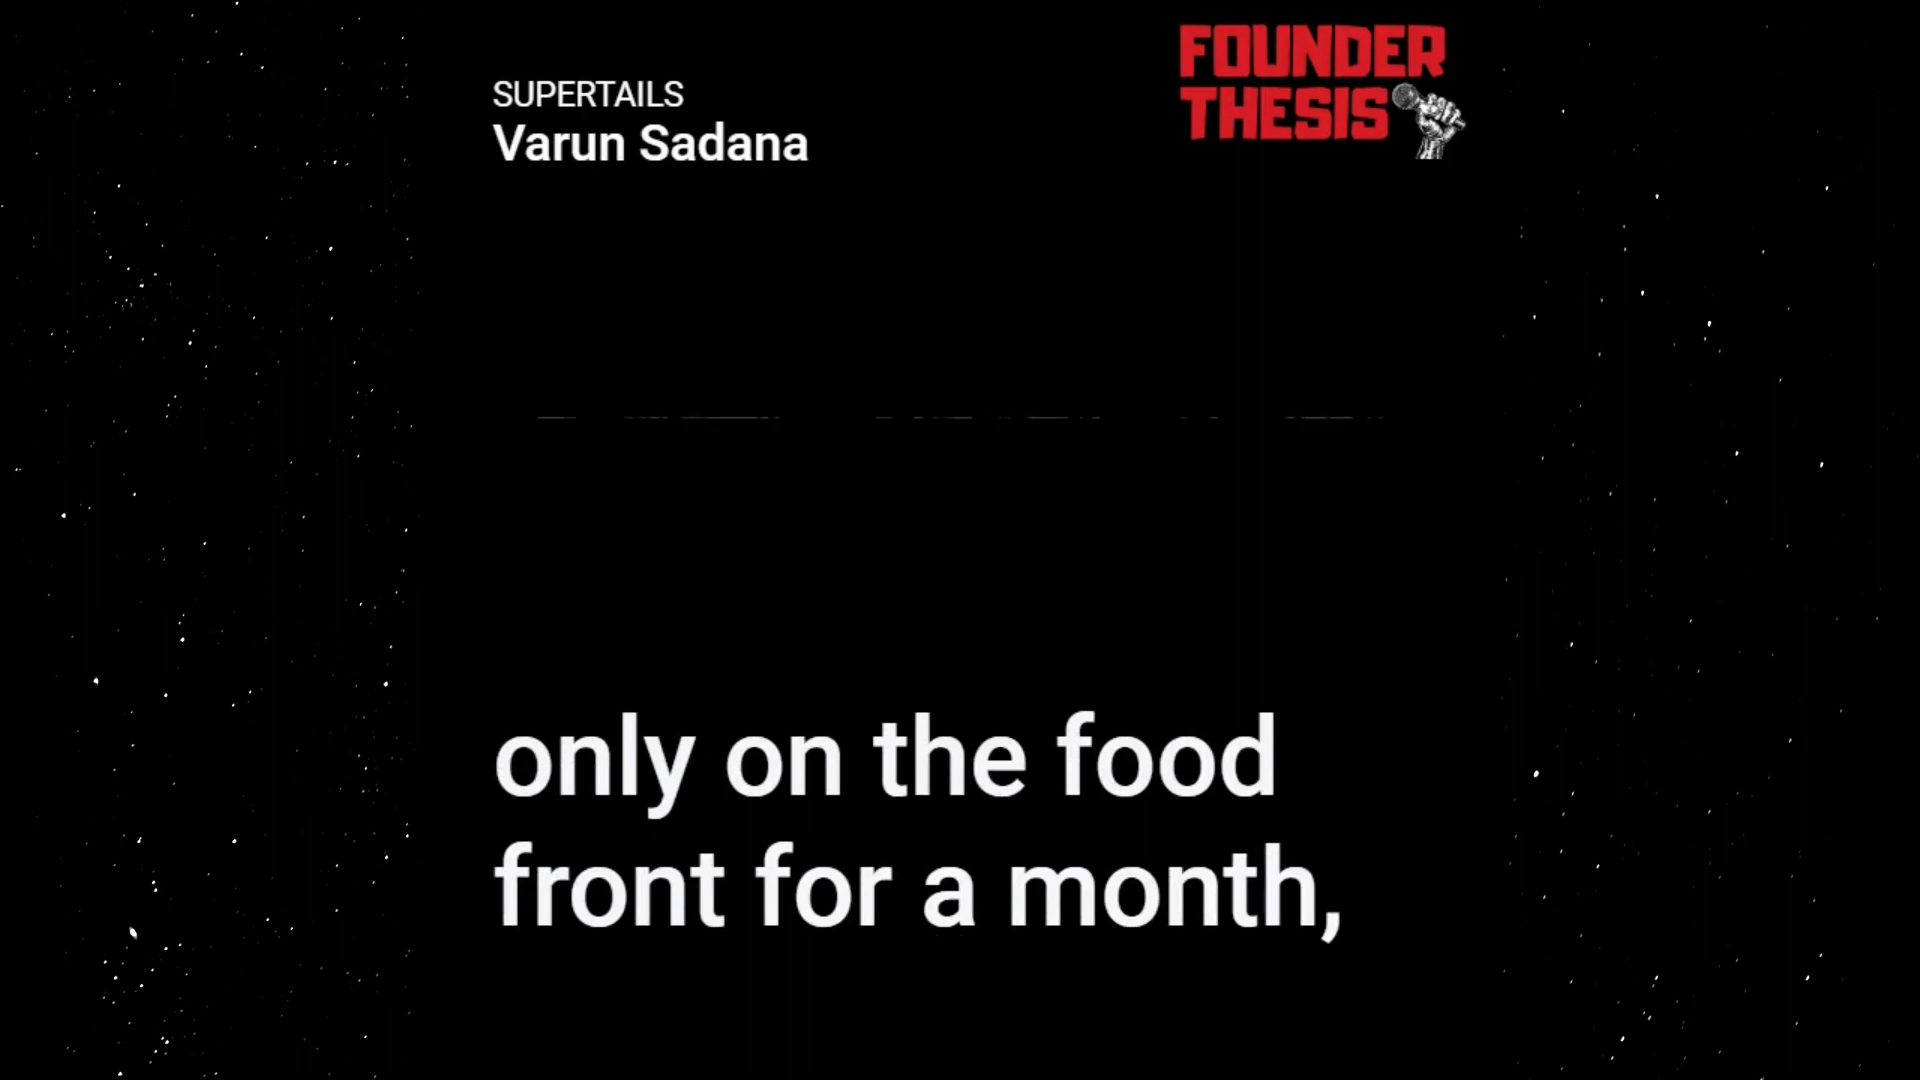 SUPERTAILS
Varun Sadana
FOUNDER
THESIS
only on the food
front for a month,